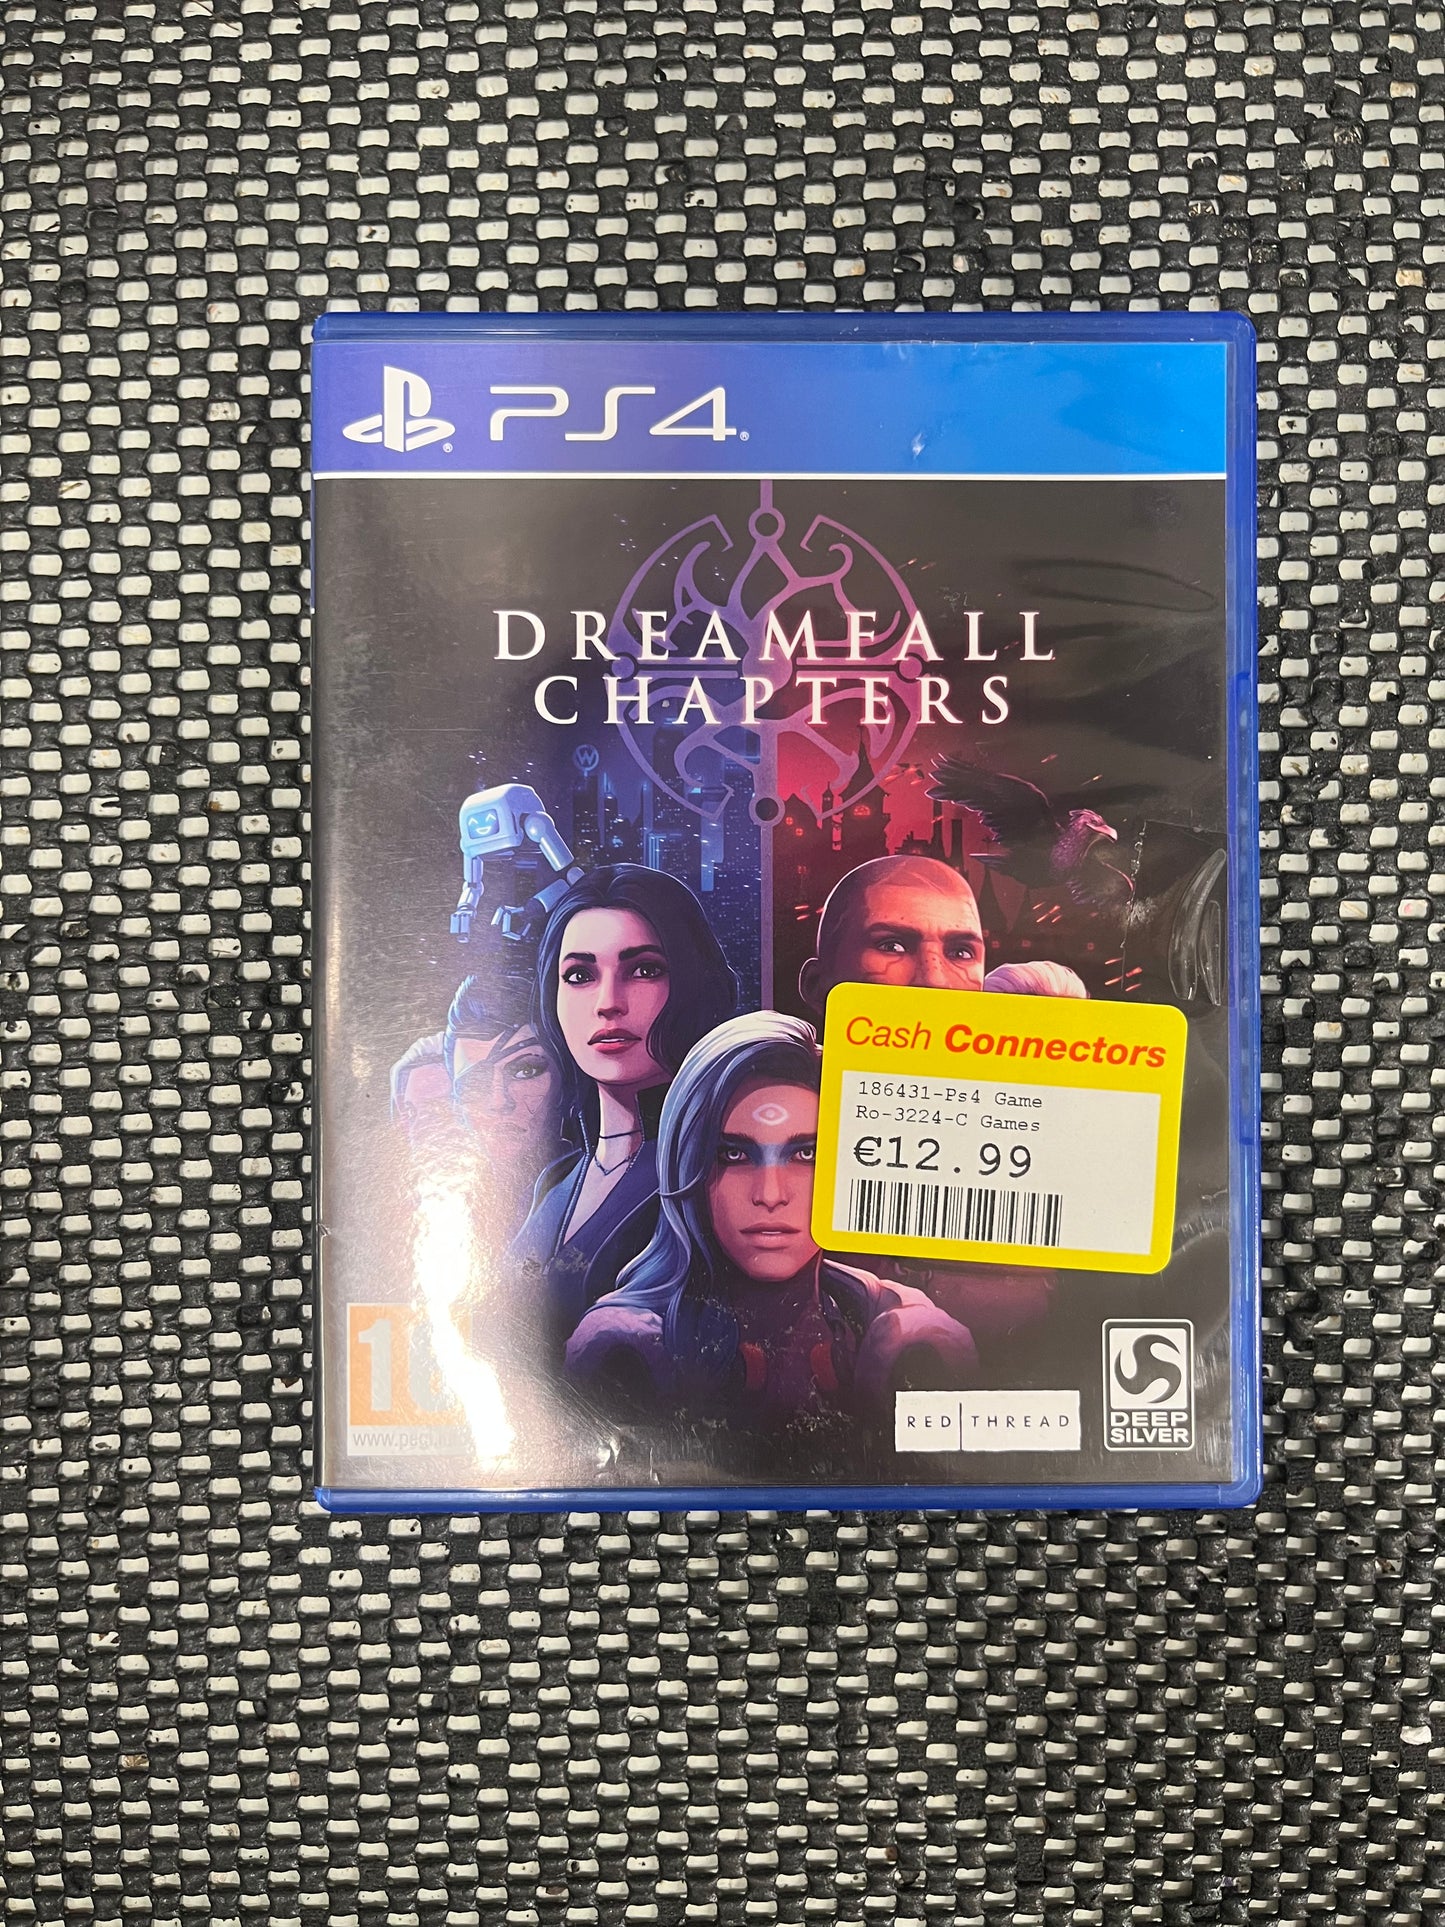 PS4
DREAMFALL
CHAPTERS
W
Cash Connectors
186431-Ps4 Game
Ro-3224-C Games
€12.99
RED THREAD
DEEP
SILVER